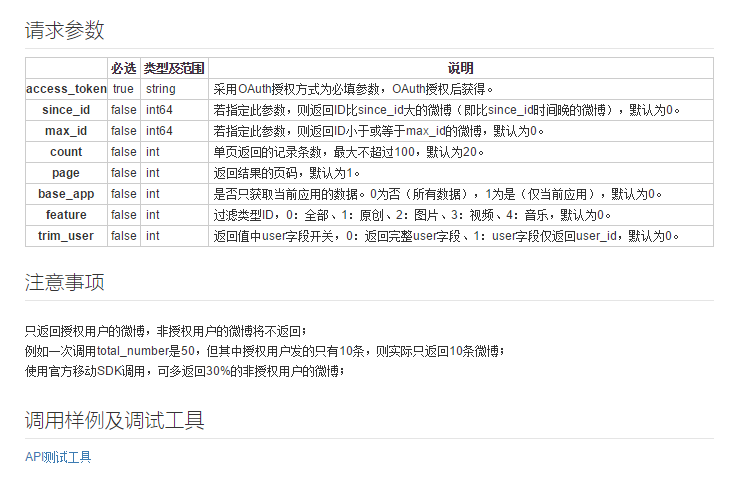 请求参数
必选 类型及范围 说明
access_token true string 采用OAuth授权方式为必填参数，OAuth授权后获得。
since_id false int64 若指定此参数，则返回ID比since_id大的微博（即比since_id时间晚的微博），默认为0。
max_id false int64 若指定此参数，则返回ID小于或等于max_id的微博，默认为0。
count false int 单页返回的记录条数，最大不超过100，默认为20。
page false int 返回结果的页码，默认为1。
base_app false int 是否只获取当前应用的数据。0为否（所有数据），1为是（仅当前应用），默认为0。
feature false int 过滤类型ID，0：全部、1：原创、2：图片、3：视频、4：音乐，默认为0。
trim_user false int 返回值中user字段开关，0：返回完整user字段、1：user字段仅返回user_id，默认为0。
注意事项
只返回授权用户的微博，非授权用户的微博将不返回；
例如一次调用total_number是50，但其中授权用户发的只有10条，则实际只返回10条微博；
使用官方移动SDK调用，可多返回30%的非授权用户的微博；
调用样例及调试工具
API测试工具